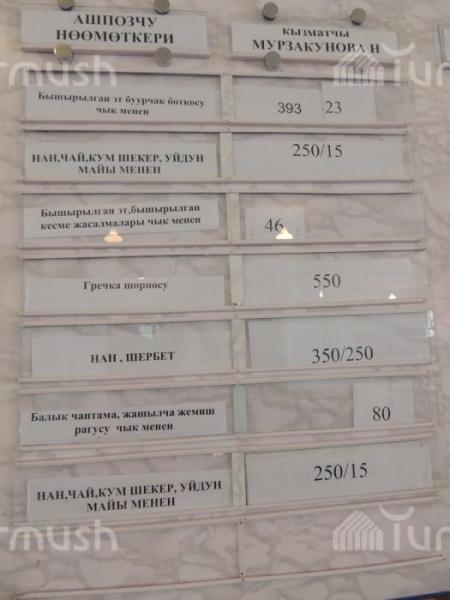 АШПОЗЧУ
НӨӨМӨТКЕРИ
КЫЗМАТЧЫ
МУРЗАКУНОВА Н
Бышырылган эт буурчак боткосу
чык менен
393 23
НАН,ЧАЙ,КУМ ШЕКЕР, УЙДУН
МАЙЫ МЕНЕН
250/15
Бышырылган эт,бышырылган
кесме жасалмалары чык менен
46
Гречка шорпосу
550
НАН , ШЕРБЕТ
350/250
Балык чаптама, жашылча жемиш
рагусу чык менен
80
НАН,ЧАЙ,КУМ ШЕКЕР, УЙДУН
МАЙЫ МЕНЕН
250/15